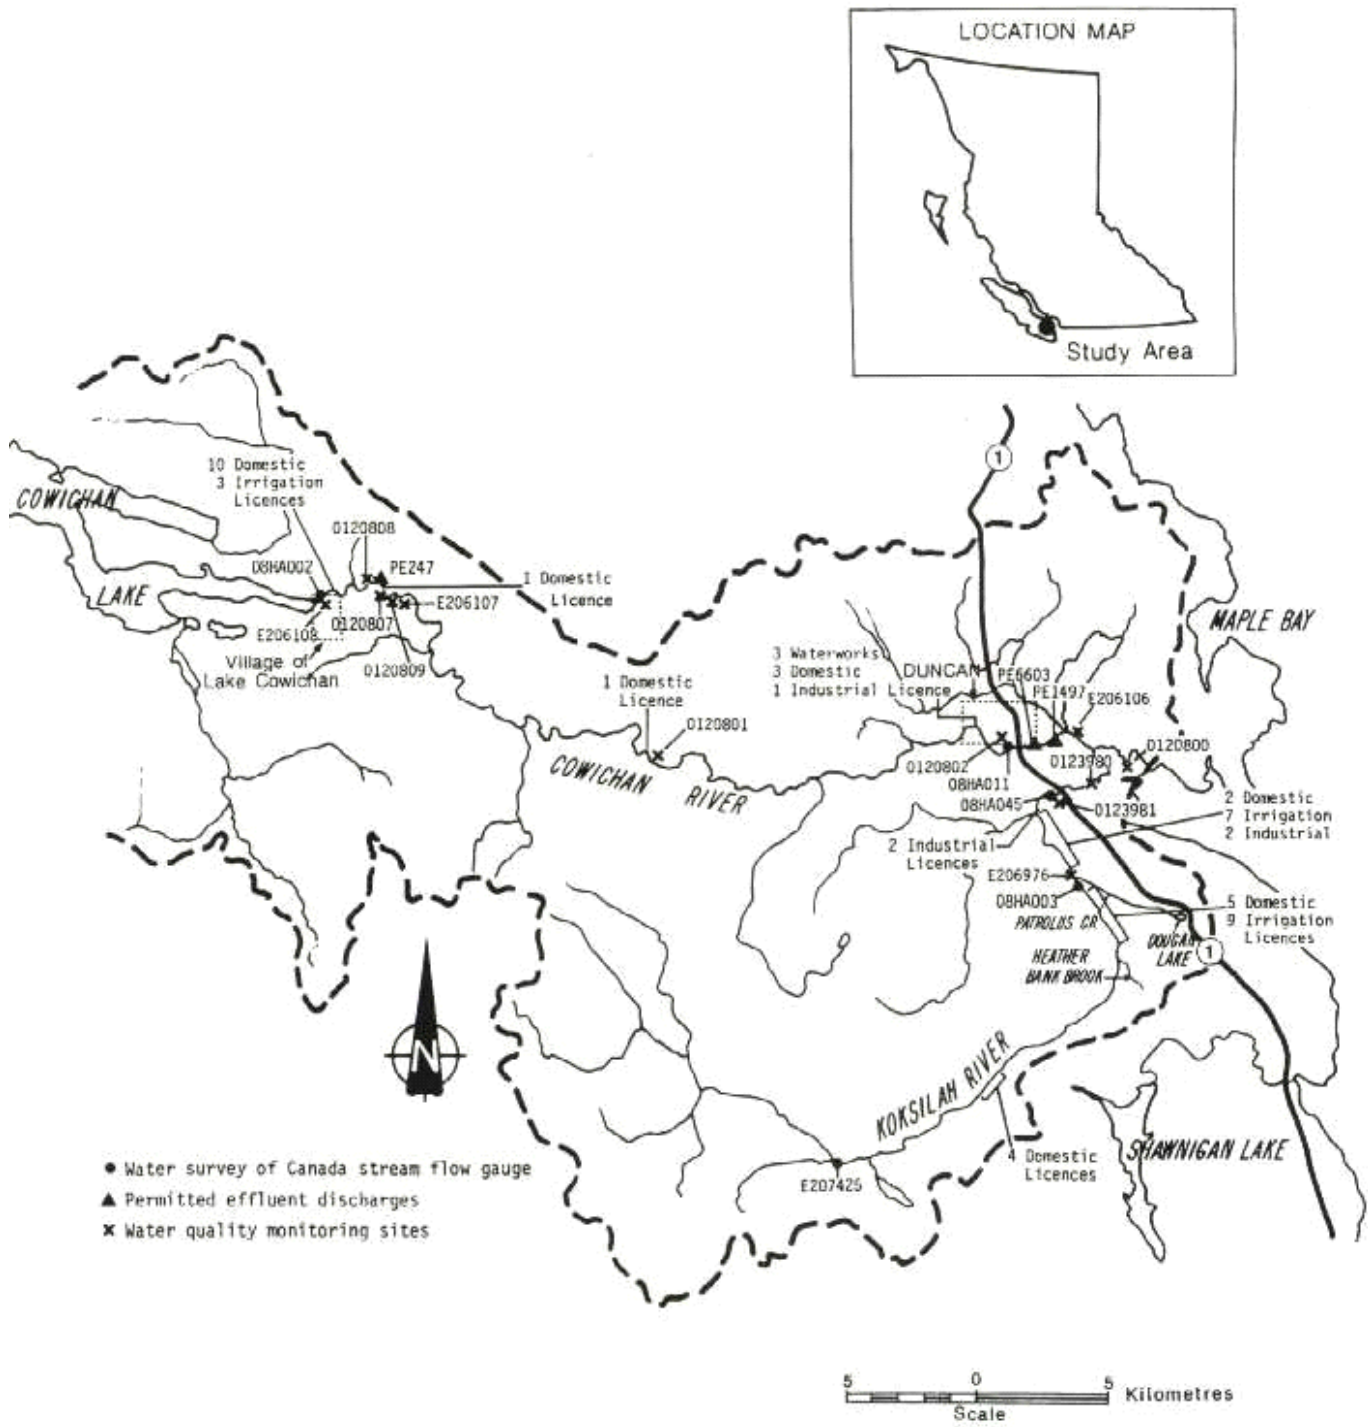 LOCATION MAP
Study Area
1
10 Domestic
3 Irrigation
Licences
COWICHAN
LAKE
0120808
08HA002
PE247
1 Domestic
Licence
E206107
E206108
0120807
0120809
Village of
Lake Cowichan
1 Domestic
Licence
0120801
COWICHAN RIVER
MAPLE BAY
3 Waterworks
3 Domestic
1 Industrial Licence
DUNCAN
PE6603
PE1497
E206106
0120800
0120802
0123980
08HA011
08HA045
0123981
2 Domestic
7 Irrigation
2 Industrial
2 Industrial
Licences
E206976
08HA003
PATROLUS CR.
5 Domestic
9 Irrigation
Licences
DOUGAN
LAKE
1
HEATHER
BANK BROOK
N
KOKSILAH RIVER
SHAWNIGAN LAKE
4 Domestic
Licences
E207425
Water survey of Canada stream flow gauge
Permitted effluent discharges
Water quality monitoring sites
5 0 5
Kilometres
Scale